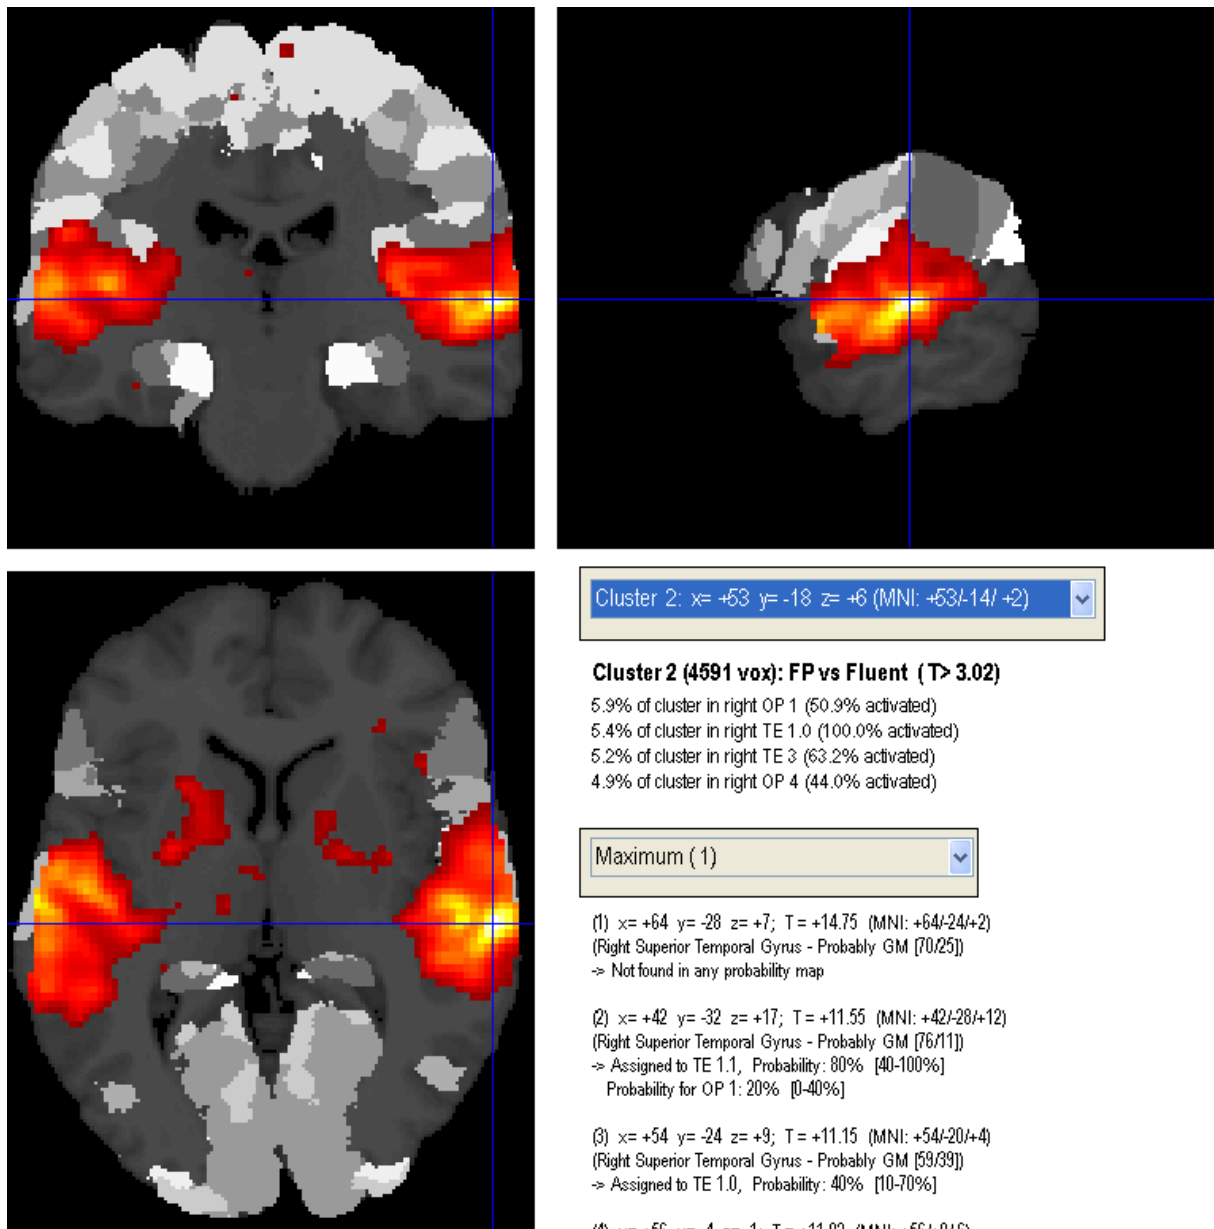 Cluster 2: x= +53 y= -18 z= +6 (MNI: +53/-14/ +2)
Cluster 2 (4591 vox): FP vs Fluent ( T> 3.02)
5.9% of cluster in right OP 1 (50.9% activated)
5.4% of cluster in right TE 1.0 (100.0% activated)
5.2% of cluster in right TE 3 (63.2% activated)
4.9% of cluster in right OP 4 (44.0% activated)
Maximum ( 1)
(1) x= +64 y= -28 z= +7; T = +14.75 (MNI: +64/-24/+2)
(Right Superior Temporal Gyrus - Probably GM [70/25])
-> Not found in any probability map
(2) x= +42 y= -32 z= +17; T = +11.55 (MNI: +42/-28/+12)
(Right Superior Temporal Gyrus - Probably GM [76/11])
-> Assigned to TE 1.1, Probability: 80% [40-100%]
Probability for OP 1: 20% [0-40%]
(3) x= +54 y= -24 z= +9; T = +11.15 (MNI: +54/-20/+4)
(Right Superior Temporal Gyrus - Probably GM [59/39])
-> Assigned to TE 1.0, Probability: 40% [10-70%]